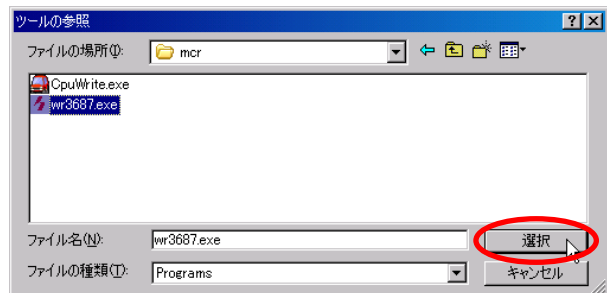 ツールの参照
ファイルの場所(I): mcr
CpuWrite.exe
wr3687.exe
ファイル名(N): wr3687.exe 選択
ファイルの種類(T): Programs キャンセル